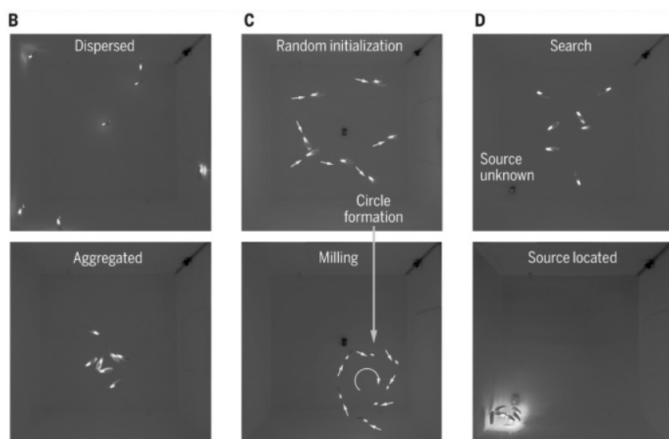 B
Dispersed
C
Random initialization
Circle
formation
D
Search
Source
unknown
Aggregated
Milling
Source located